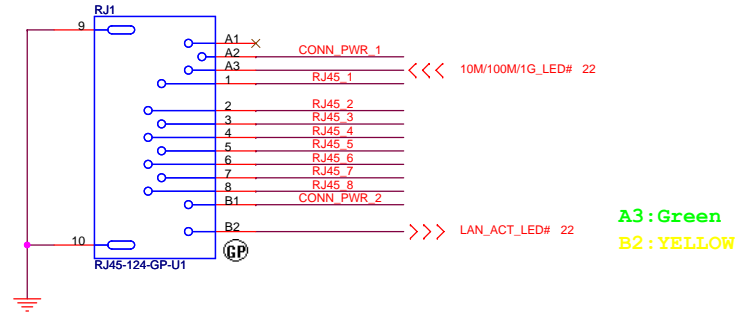 RJ1
9
A1
A2 CONN_PWR_1
A3 10M/100M/1G_LED# 22
1 RJ45_1
2 RJ45_2
3 RJ45_3
4 RJ45_4
5 RJ45_5
6 RJ45_6
7 RJ45_7
8 RJ45_8
B1 CONN_PWR_2
B2 LAN_ACT_LED# 22
10
GP
RJ45-124-GP-U1
A3:Green
B2:YELLOW